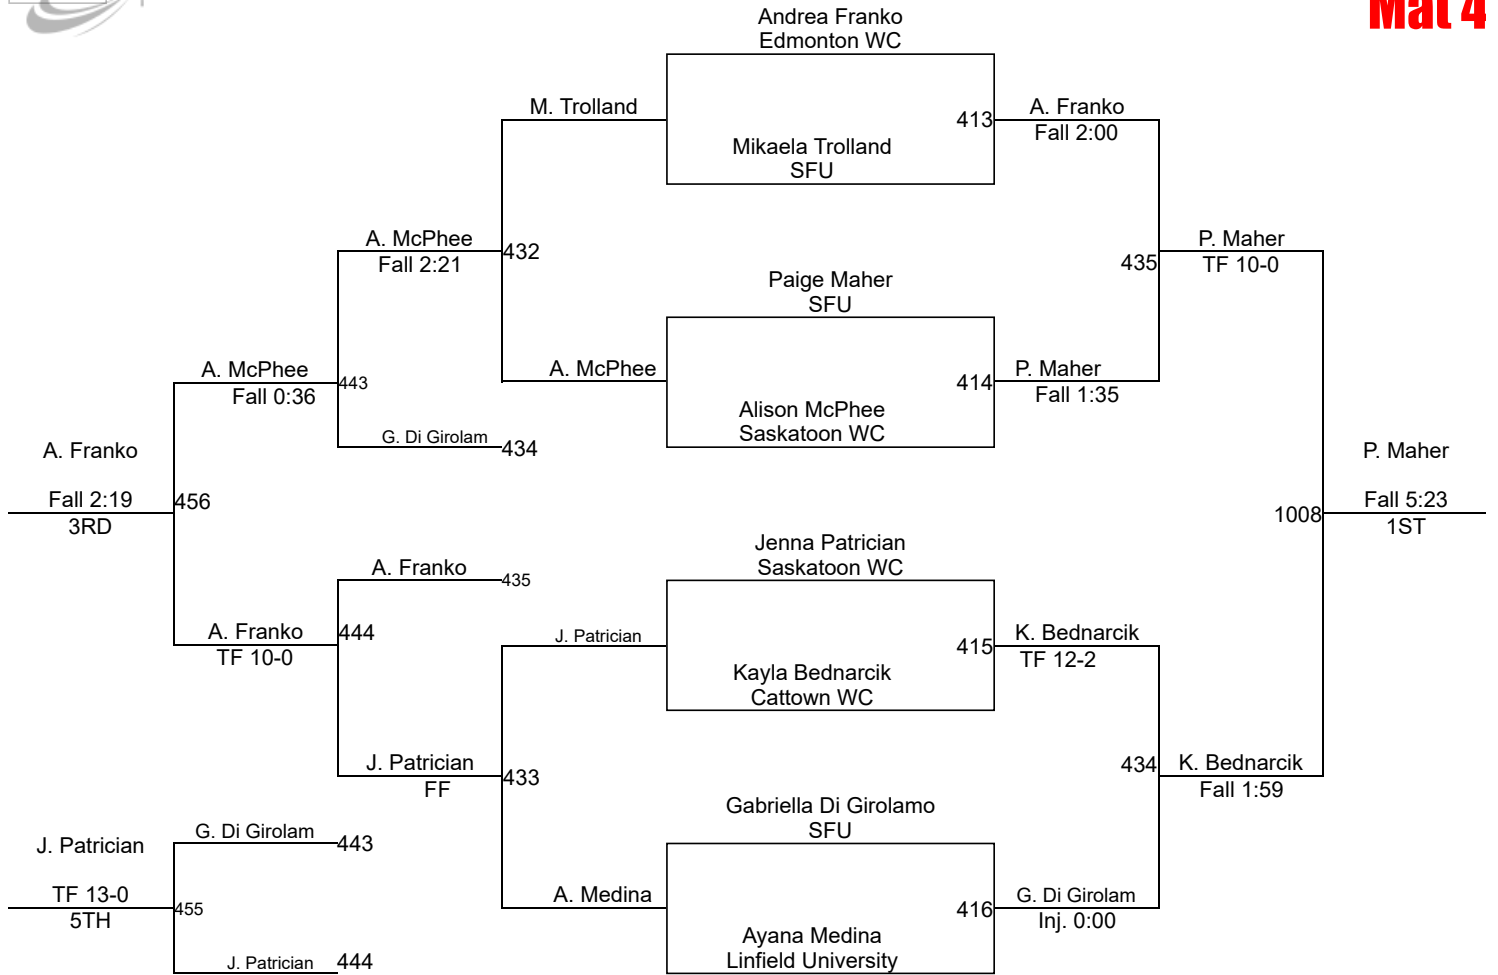 Andrea Franko
Edmonton WC
Mat 4
M. Trolland
413
A. Franko
Fall 2:00
Mikaela Trolland
SFU
A. McPhee
Fall 2:21
432
P. Maher
TF 10-0
435
Paige Maher
SFU
A. McPhee
Fall 0:36
443
A. McPhee
414
P. Maher
Fall 1:35
Alison McPhee
Saskatoon WC
G. Di Girolam
434
A. Franko
Fall 2:19
3RD
456
P. Maher
Fall 5:23
1ST
1008
Jenna Patrician
Saskatoon WC
A. Franko
435
A. Franko
TF 10-0
444
J. Patrician
415
K. Bednarcik
TF 12-2
Kayla Bednarcik
Cattown WC
J. Patrician
FF
433
434
K. Bednarcik
Fall 1:59
Gabriella Di Girolamo
SFU
G. Di Girolam
443
J. Patrician
TF 13-0
5TH
455
A. Medina
416
G. Di Girolam
Inj. 0:00
Ayana Medina
Linfield University
J. Patrician
444